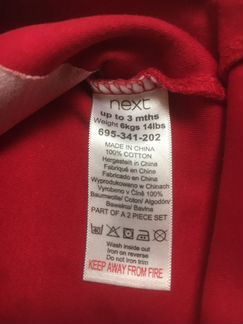 next
up to 3 mths
Weight 6kgs 14lbs
695-341-202
MADE IN CHINA
100% COTTON
Hergestellt in China
Fabriqué en China
Fabricado en China
Wyprodukowano w Chinach
Vyrobeno v Číně 100%
Baumwolle/ Coton/ Algodón/
Bawełna/ Bavlna
PART OF A 2 PIECE SET
Wash inside out
Iron on reverse
Do not iron trim
KEEP AWAY FROM FIRE